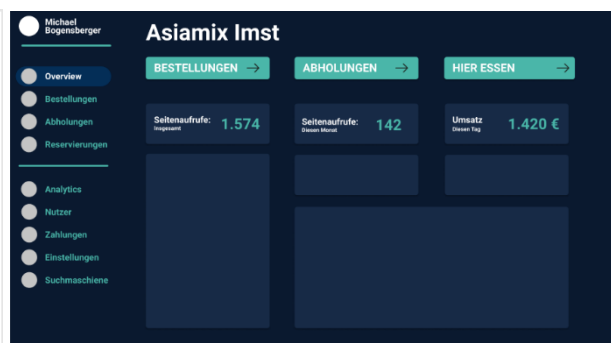 Michael
Bogensberger
Overview
Bestellungen
Abholungen
Reservierungen
Analytics
Nutzer
Zahlungen
Einstellungen
Suchmaschiene
Asiamix Imst
BESTELLUNGEN →
ABHOLUNGEN →
HIER ESSEN →
Seitenaufrufe: 1.574
Insgesamt
Seitenaufrufe: 142
Diesen Monat
Umsatz 1.420 €
Diesen Tag